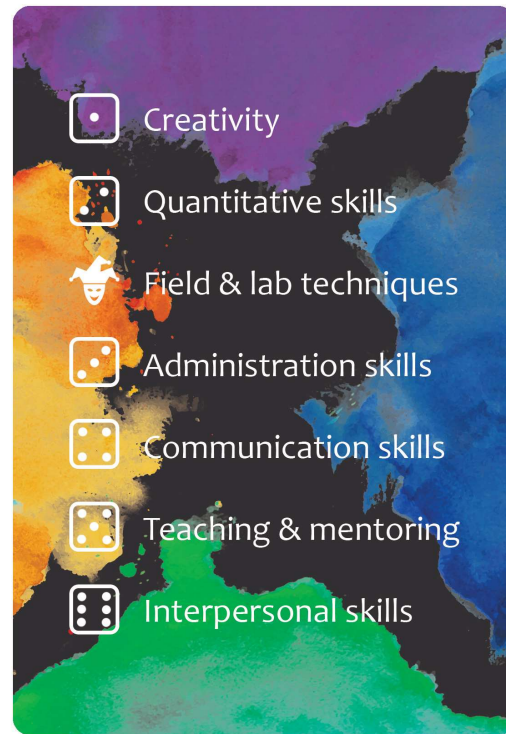 Creativity
Quantitative skills
Field & lab techniques
Administration skills
Communication skills
Teaching & mentoring
Interpersonal skills